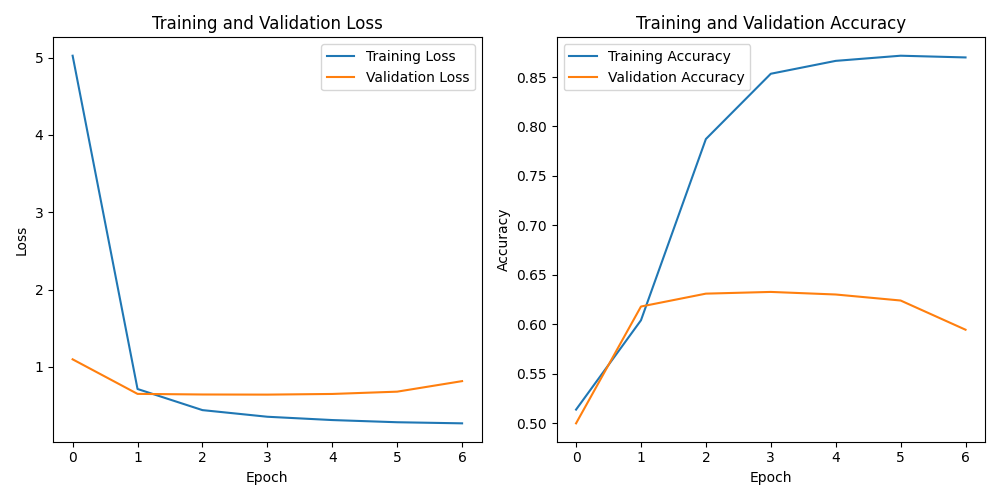 Training and Validation Loss
Training Loss
Validation Loss
5
4
3
2
1
Loss
0 1 2 3 4 5 6
Epoch
Training and Validation Accuracy
Training Accuracy
Validation Accuracy
0.85
0.80
0.75
0.70
0.65
0.60
0.55
0.50
Accuracy
0 1 2 3 4 5 6
Epoch